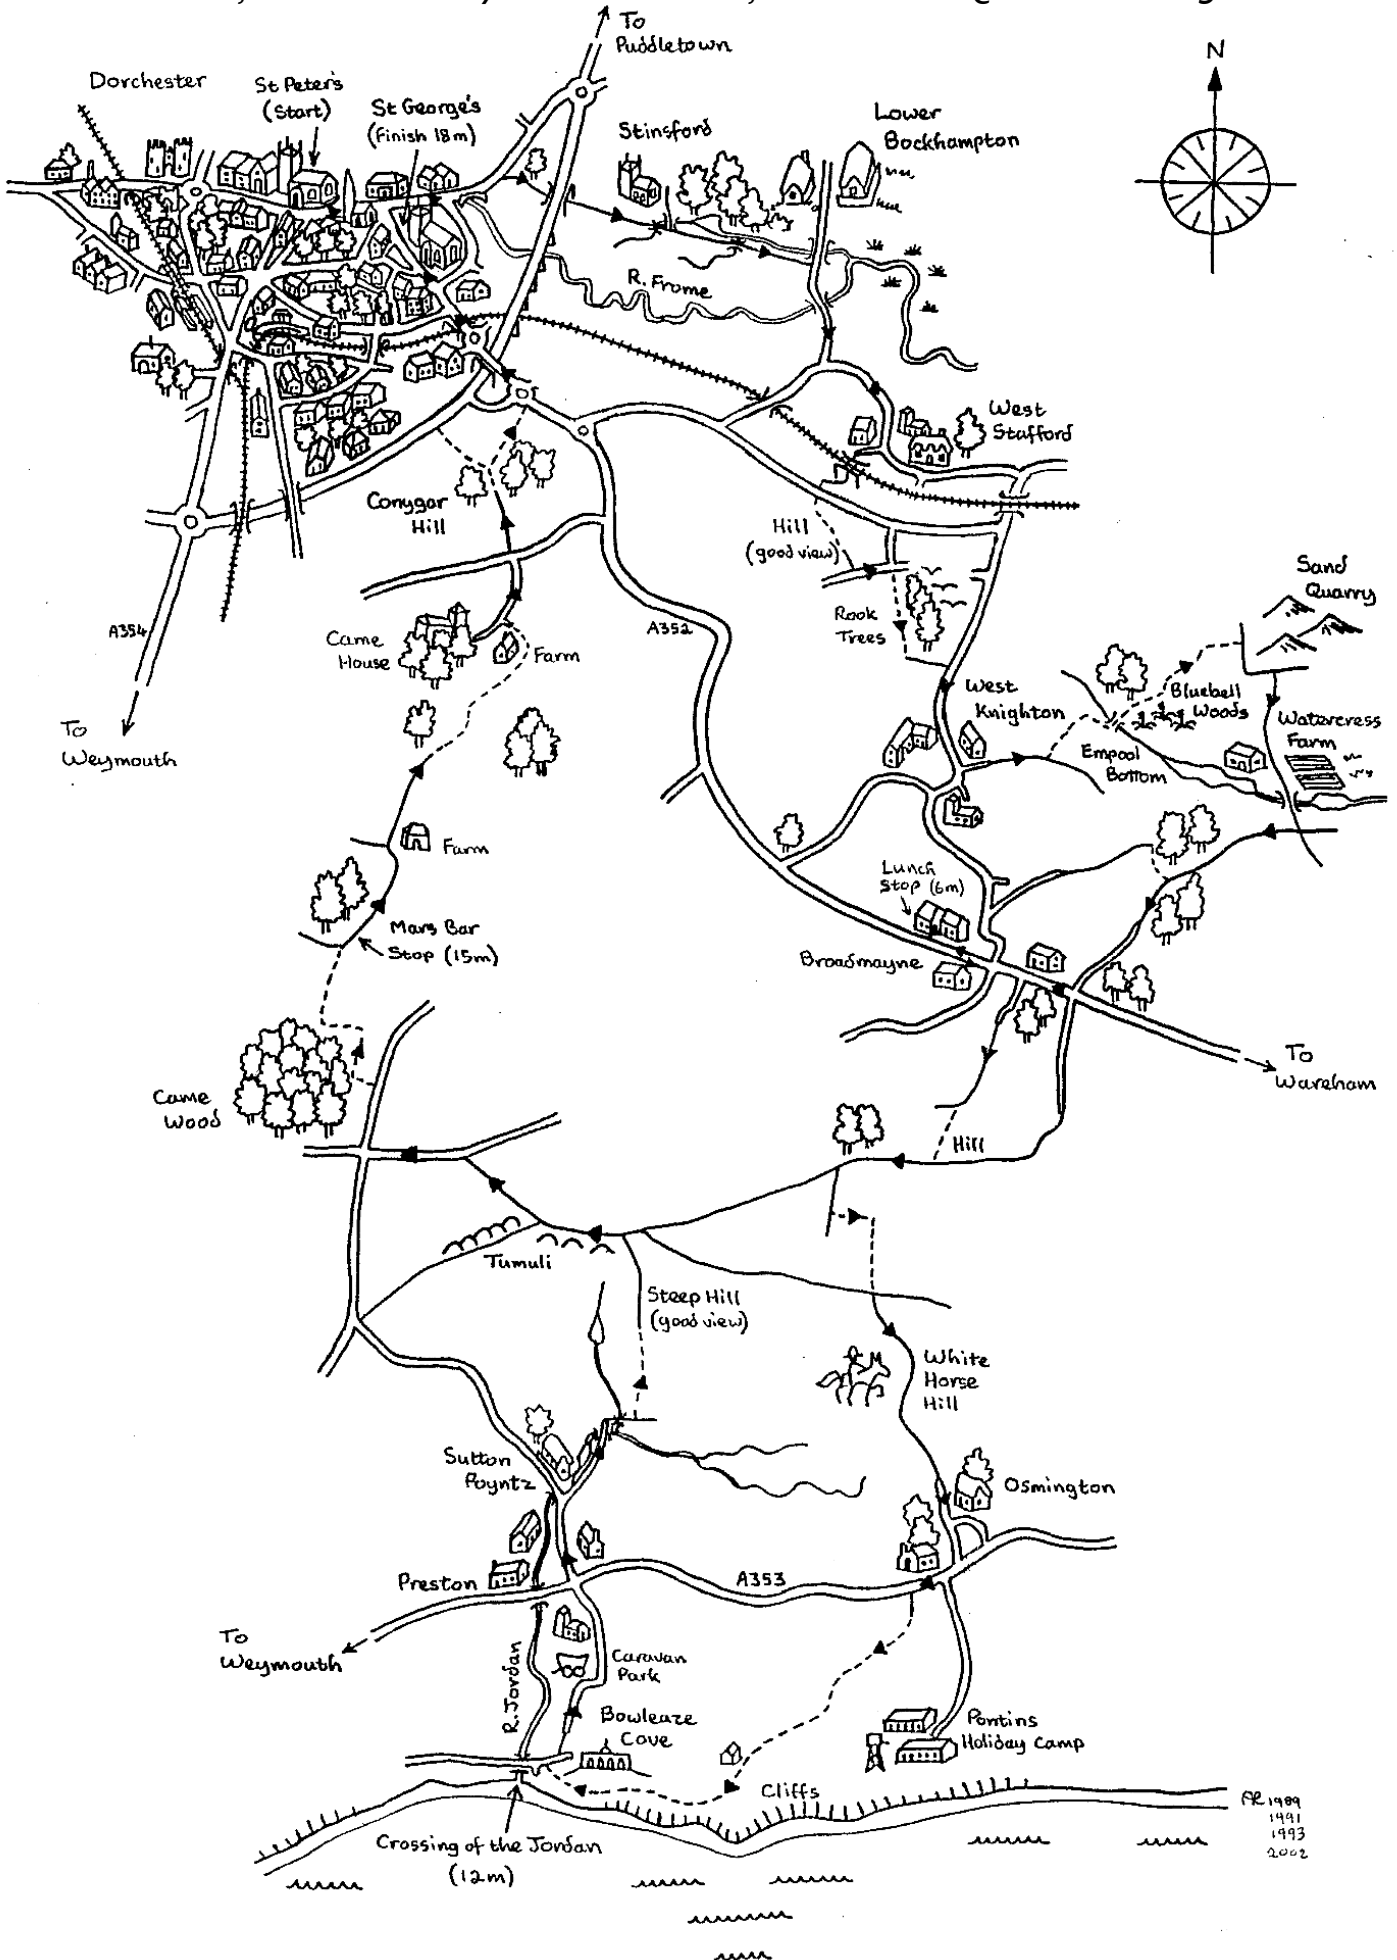 To
Puddletown
N
Dorchester
St Peter's
(Start)
St George's
(Finish 18m)
Stinsford
Lower
Bockhampton
R. Frome
West
Stafford
Conygar
Hill
Hill
(good view)
Sand
Quarry
Rook
Trees
A354
Came
House
Farm
A352
To
Weymouth
West
Knighton
Bluebell
Woods
Watercress
Farm
Empool
Bottom
Farm
Lunch
Stop (6m)
Mars Bar
Stop (15m)
Broadmayne
To
Wareham
Came
Wood
Hill
Tumuli
Steep Hill
(good view)
White
Horse
Hill
Sutton
Poyntz
Osmington
Preston
A353
To
Weymouth
R. Jordan
Caravan
Park
Bowleaze
Cove
Pontins
Holiday Camp
Cliffs
Crossing of the Jordan
(12m)
1989
1991
1993
2002